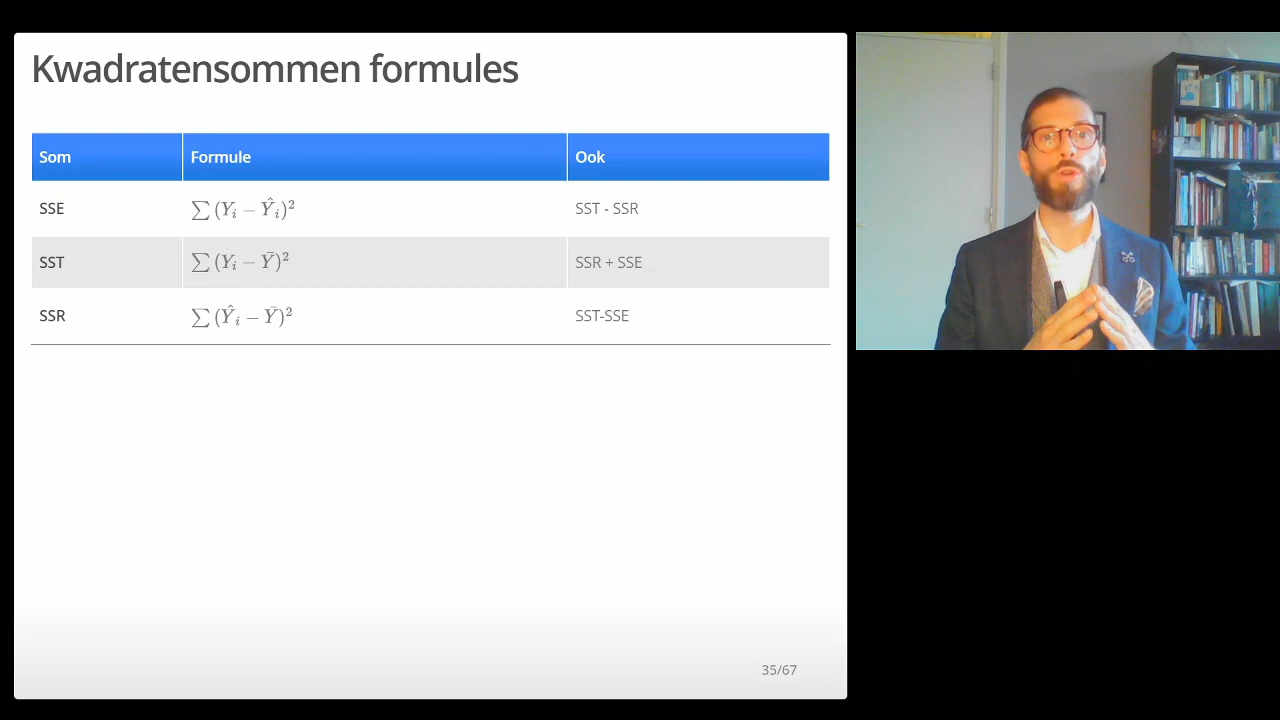 Kwadratensommen formules
Som Formule Ook
SSE ∑(Yᵢ − Ŷᵢ)² SST - SSR
SST ∑(Yᵢ − Ȳ)² SSR + SSE
SSR ∑(Ŷᵢ − Ȳ)² SST-SSE
35/67